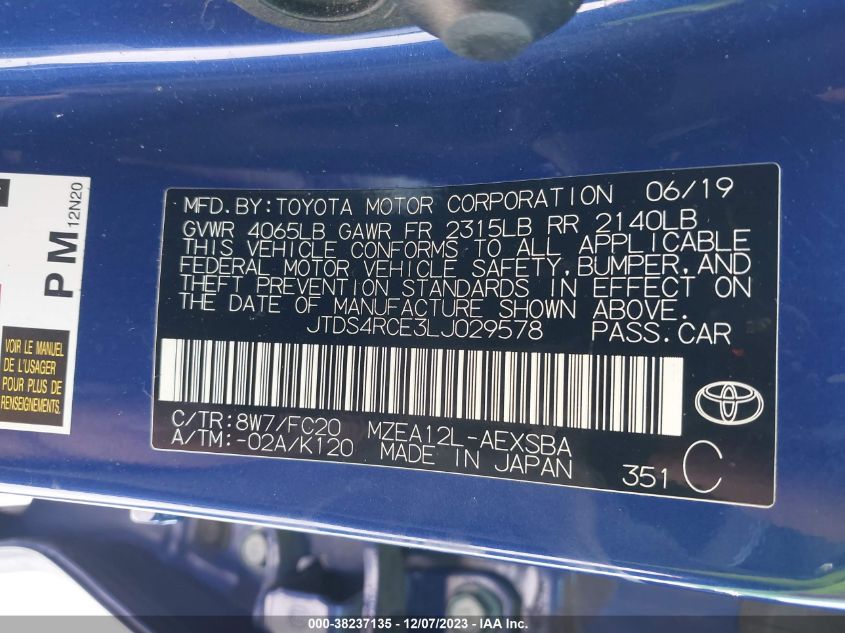 MFD.BY:TOYOTA MOTOR CORPORATION 06/19
GVWR 4065LB GAWR FR 2315LB RR 2140LB
THIS VEHICLE CONFORMS TO ALL APPLICABLE
FEDERAL MOTOR VEHICLE SAFETY,BUMPER,AND
THEFT PREVENTION STANDARDS IN EFFECT ON
THE DATE OF MANUFACTURE SHOWN ABOVE.
JTDS4RCE3LJ029578 PASS.CAR
C/TR:8W7/FC20 MZEA12L-AEXSBA
A/TM:-02A/K120 MADE IN JAPAN 351 C
PM 12N20
VOIR LE MANUEL
DE L'USAGER
POUR PLUS DE
RENSEIGNEMENTS.
000-38237135 - 12/07/2023 - IAA Inc.